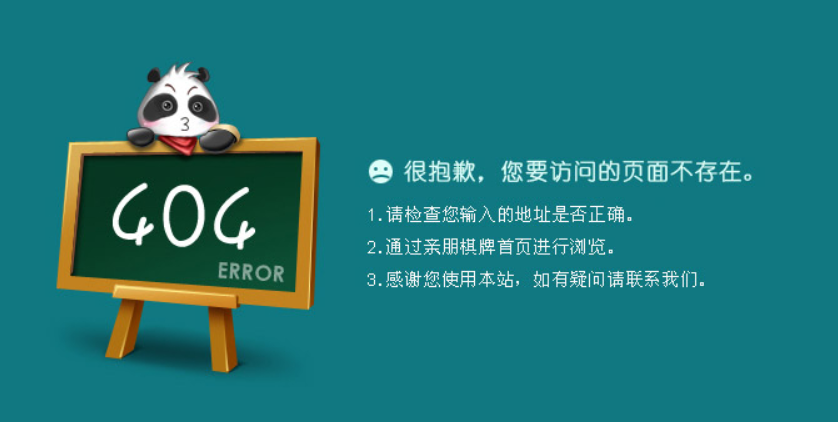 404
ERROR
很抱歉，您要访问的页面不存在。
1.请检查您输入的地址是否正确。
2.通过亲朋棋牌首页进行浏览。
3.感谢您使用本站，如有疑问请联系我们。